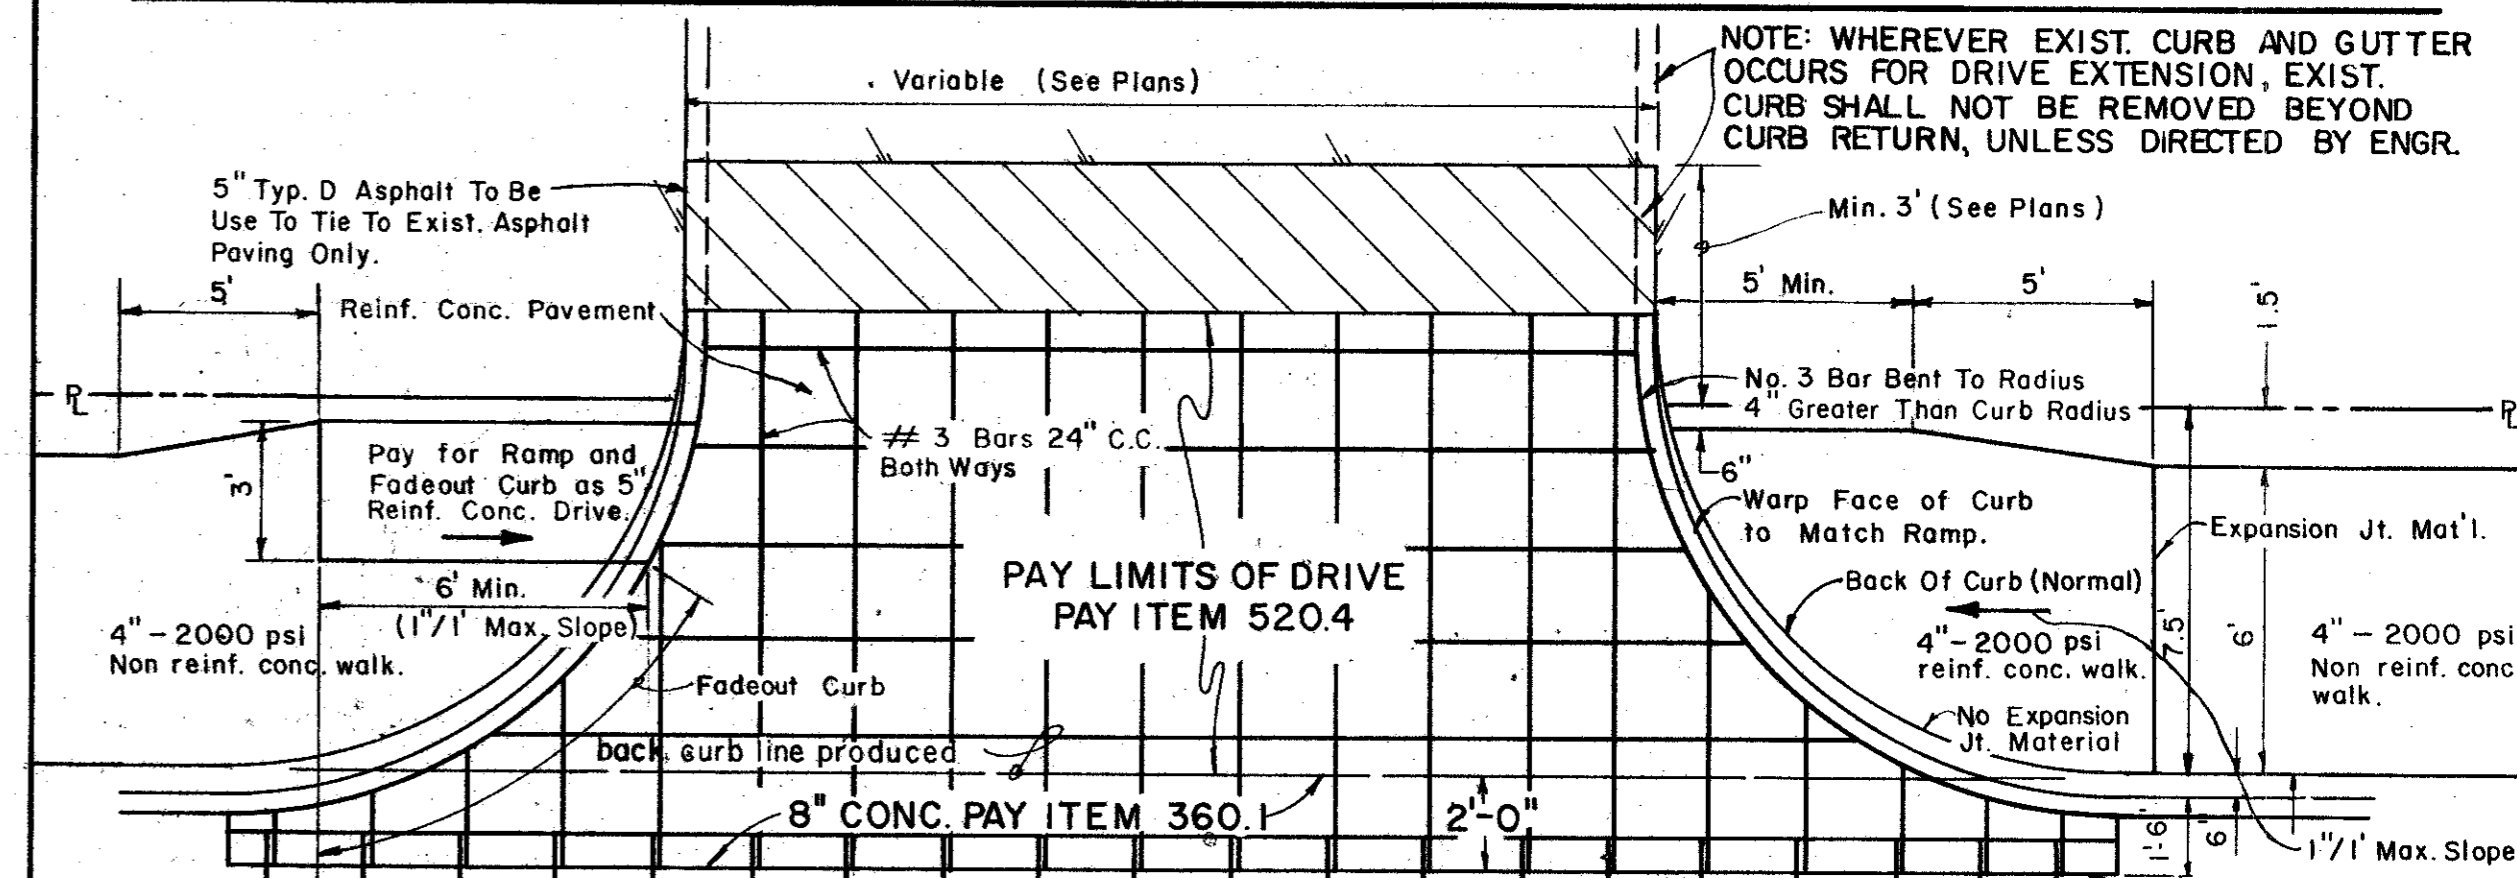 NOTE: WHEREVER EXIST. CURB AND GUTTER
OCCURS FOR DRIVE EXTENSION, EXIST.
CURB SHALL NOT BE REMOVED BEYOND
CURB RETURN, UNLESS DIRECTED BY ENGR.
Variable (See Plans)
5" Typ. D Asphalt To Be
Use To Tie To Exist. Asphalt
Paving Only.
Min. 3' (See Plans)
5'
Reinf. Conc. Pavement
5' Min.
5'
1.5'
PL
No. 3 Bar Bent To Radius
4" Greater Than Curb Radius
PL
# 3 Bars 24" C.C.
Both Ways
3'
Pay for Ramp and
Fadeout Curb as 5"
Reinf. Conc. Drive.
6"
Warp Face of Curb
to Match Ramp.
Expansion Jt. Mat'l.
PAY LIMITS OF DRIVE
PAY ITEM 520.4
Back Of Curb (Normal)
6' Min.
(1"/1' Max. Slope)
4" - 2000 psi
Non reinf. conc. walk.
4" - 2000 psi
reinf. conc. walk.
7.5'
6'
4" - 2000 psi
Non reinf. conc
walk.
Fadeout Curb
No Expansion
Jt. Material
back curb line produced
8" CONC. PAY ITEM 360.1
2'-0"
1'-6"
6"
1"/1' Max. Slope